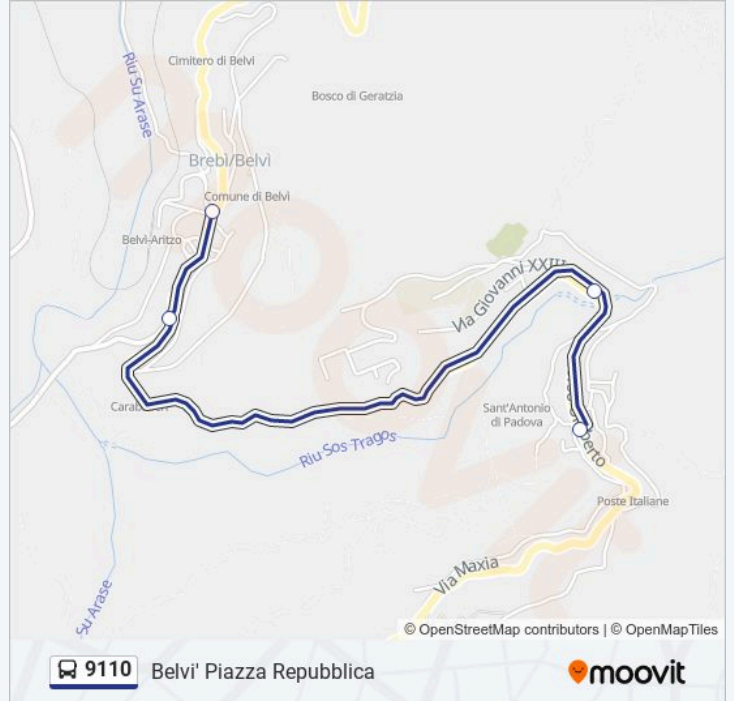 Cimitero di Belvì
Riu Su Arase
Bosco di Geratzia
Brebì/Belvì
Comune di Belvì
Belvì-Aritzo
Via Giovanni XXIII
Sant'Antonio
di Padova
Riu Sos Tragos
Poste Italiane
Via Maxia
Su Arase
© OpenStreetMap contributors | © OpenMapTiles
9110
Belvi' Piazza Repubblica
moovit